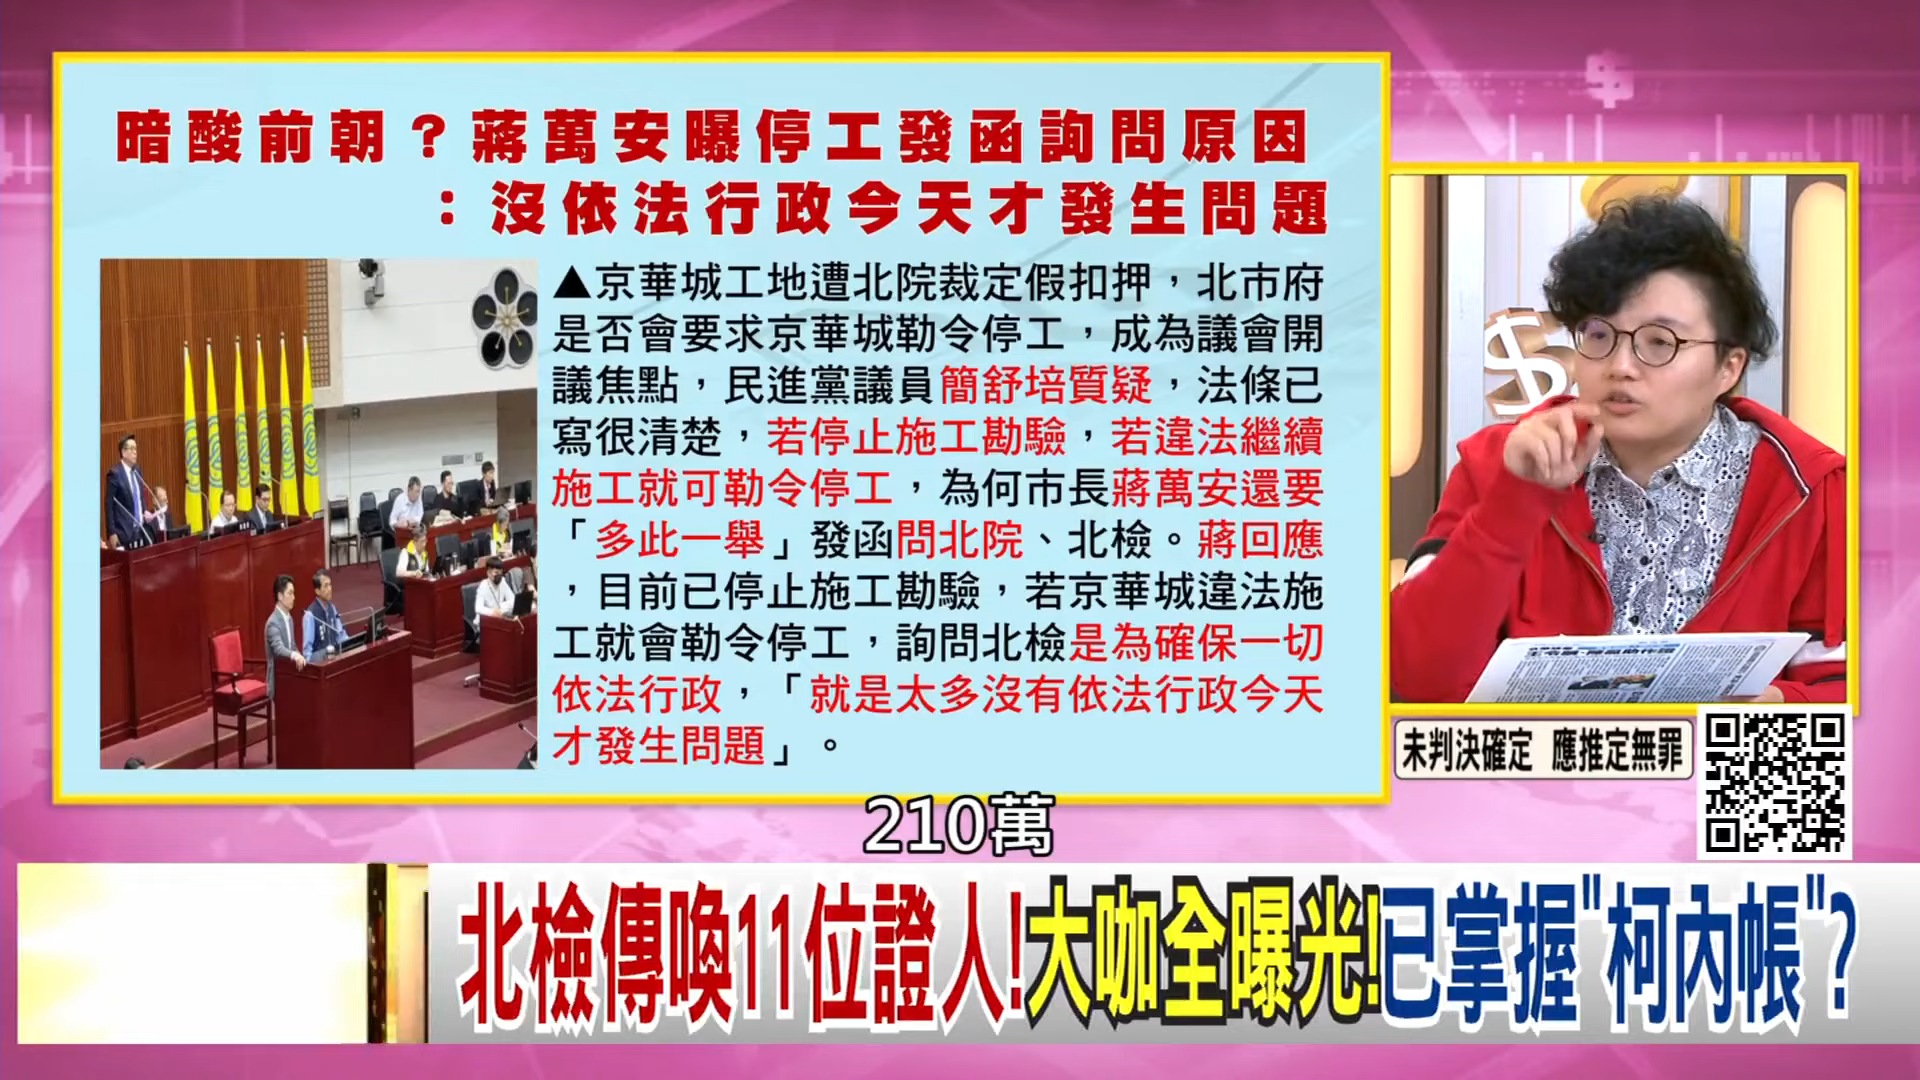 暗酸前朝？蔣萬安曝停工發函詢問原因
：沒依法行政今天才發生問題
▲京華城工地遭北院裁定假扣押，北市府
是否會要求京華城勒令停工，成為議會開
議焦點，民進黨議員簡舒培質疑，法條已
寫很清楚，若停止施工勘驗，若違法繼續
施工就可勒令停工，為何市長蔣萬安還要
「多此一舉」發函問北院、北檢。蔣回應
，目前已停止施工勘驗，若京華城違法施
工就會勒令停工，詢問北檢是為確保一切
依法行政，「就是太多沒有依法行政今天
才發生問題」。
未判決確定 應推定無罪
210萬
北檢傳喚11位證人!大咖全曝光!已掌握"柯內帳"?